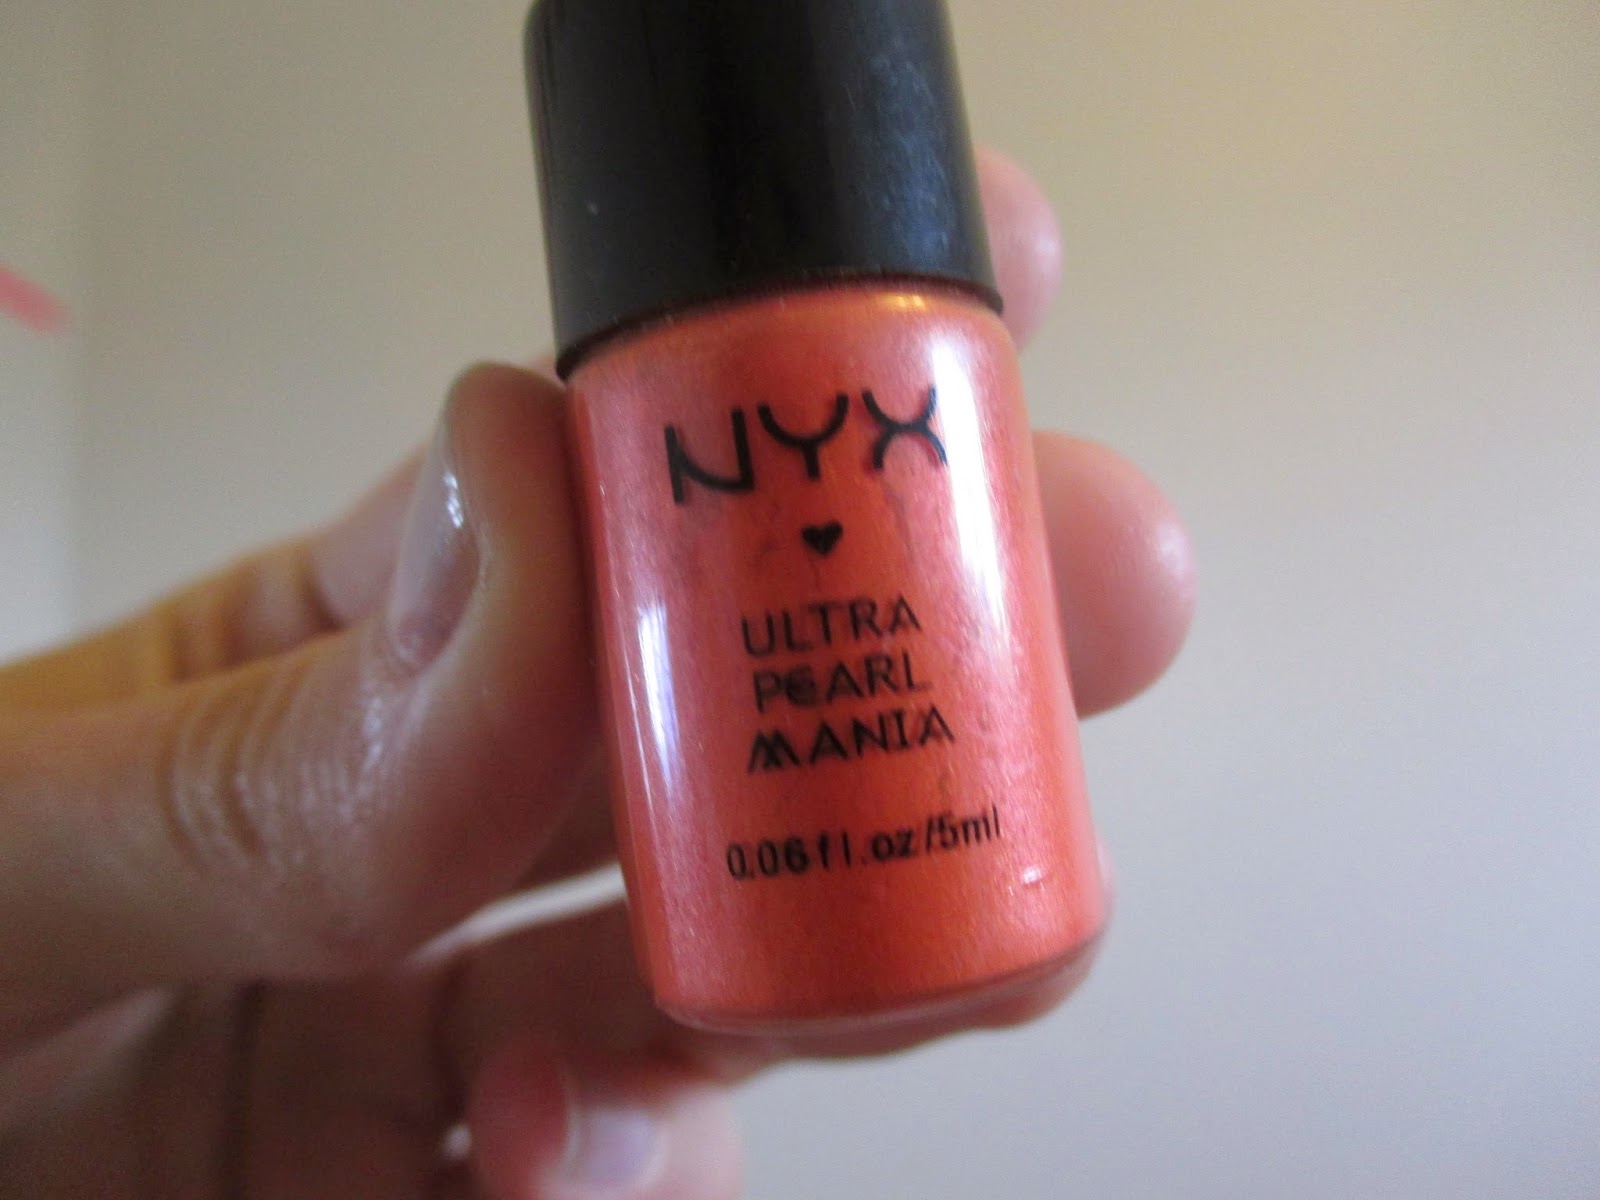 NYX
♥
ULTRA
PEARL
MANIA
0.06 fl.oz/5ml